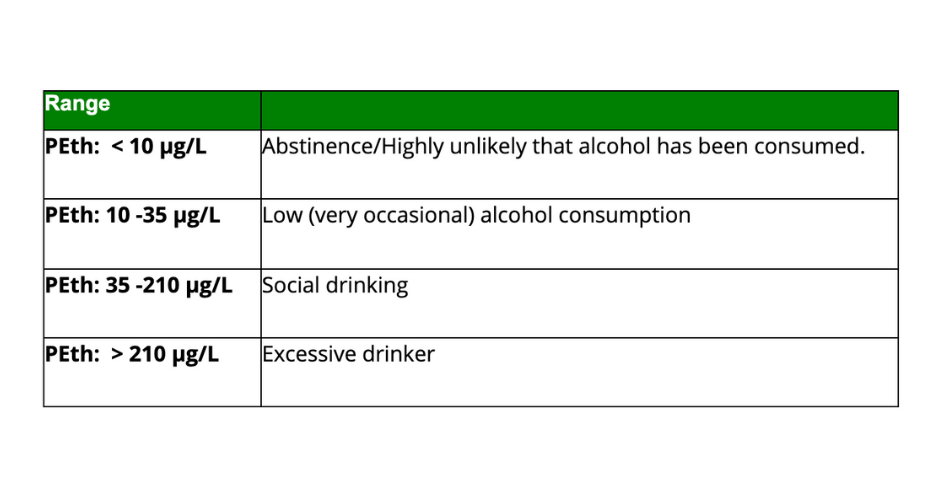 Range
PEth:  < 10 µg/L
Abstinence/Highly unlikely that alcohol has been consumed.
PEth: 10 -35 µg/L
Low (very occasional) alcohol consumption
PEth: 35 -210 µg/L
Social drinking
PEth:  > 210 µg/L
Excessive drinker